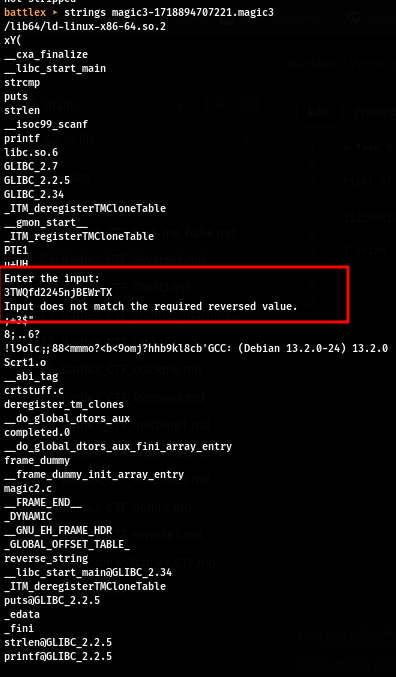 battlex ➤ strings magic3-1718894707221.magic3
/lib64/ld-linux-x86-64.so.2
xY(
__cxa_finalize
__libc_start_main
strcmp
puts
strlen
__isoc99_scanf
printf
libc.so.6
GLIBC_2.7
GLIBC_2.2.5
GLIBC_2.34
_ITM_deregisterTMCloneTable
__gmon_start__
_ITM_registerTMCloneTable
PTE1
u+UH
Enter the input:
3TWQfd2245njBEWrTX
Input does not match the required reversed value.
;+3$"
8;..6?
!l9olc;;88<mmmo?<b<9omj?hhb9kl8cb'GCC: (Debian 13.2.0-24) 13.2.0
Scrt1.o
__abi_tag
crtstuff.c
deregister_tm_clones
__do_global_dtors_aux
completed.0
__do_global_dtors_aux_fini_array_entry
frame_dummy
__frame_dummy_init_array_entry
magic2.c
__FRAME_END__
_DYNAMIC
__GNU_EH_FRAME_HDR
_GLOBAL_OFFSET_TABLE_
reverse_string
__libc_start_main@GLIBC_2.34
_ITM_deregisterTMCloneTable
puts@GLIBC_2.2.5
_edata
_fini
strlen@GLIBC_2.2.5
printf@GLIBC_2.2.5